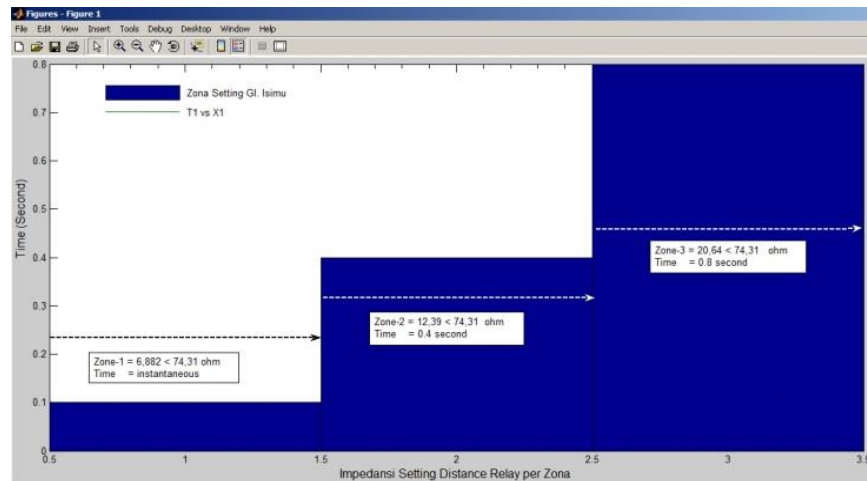 Figures - Figure 1
File Edit View Insert Tools Debug Desktop Window Help
0.8
0.7
0.6
0.5
0.4
0.3
0.2
0.1
0
Time (Second)
Zona Setting GI. Isimu
T1 vs X1
Zone-1 = 6,882 < 74,31 ohm
Time = instantaneous
Zone-2 = 12,39 < 74,31 ohm
Time = 0.4 second
Zone-3 = 20,64 < 74,31 ohm
Time = 0.8 second
0.5 1 1.5 2 2.5 3 3.5
Impedansi Setting Distance Relay per Zona